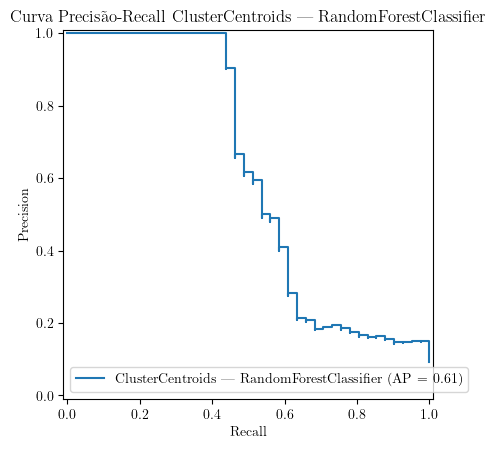 Curva Precisão-Recall ClusterCentroids — RandomForestClassifier
1.0
0.8
0.6
0.4
0.2
0.0
Precision
ClusterCentroids — RandomForestClassifier (AP = 0.61)
0.0 0.2 0.4 0.6 0.8 1.0
Recall